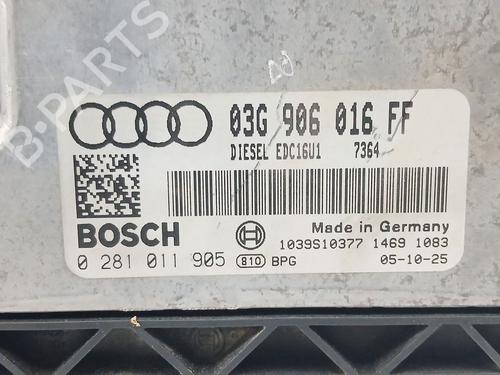 B-PARTS
03G 906 016 FF
DIESEL EDC16U1 7364
BOSCH
Made in Germany
1039S10377 1469 1083
0 281 011 905 810 BPG 05-10-25
BOSCH